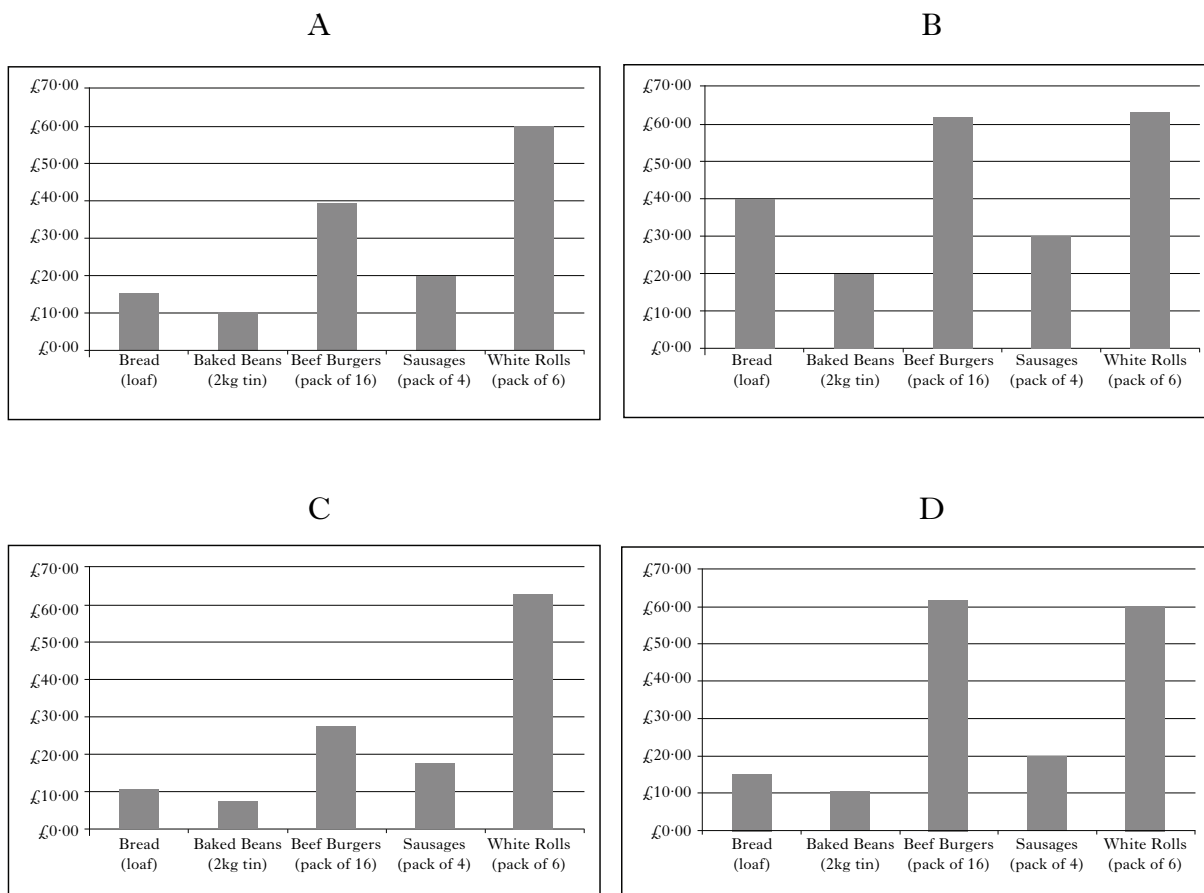 A
£70·00
£60·00
£50·00
£40·00
£30·00
£20·00
£10·00
£0·00
Bread Baked Beans Beef Burgers Sausages White Rolls
(loaf) (2kg tin) (pack of 16) (pack of 4) (pack of 6)
B
£70·00
£60·00
£50·00
£40·00
£30·00
£20·00
£10·00
£0·00
Bread Baked Beans Beef Burgers Sausages White Rolls
(loaf) (2kg tin) (pack of 16) (pack of 4) (pack of 6)
C
£70·00
£60·00
£50·00
£40·00
£30·00
£20·00
£10·00
£0·00
Bread Baked Beans Beef Burgers Sausages White Rolls
(loaf) (2kg tin) (pack of 16) (pack of 4) (pack of 6)
D
£70·00
£60·00
£50·00
£40·00
£30·00
£20·00
£10·00
£0·00
Bread Baked Beans Beef Burgers Sausages White Rolls
(loaf) (2kg tin) (pack of 16) (pack of 4) (pack of 6)